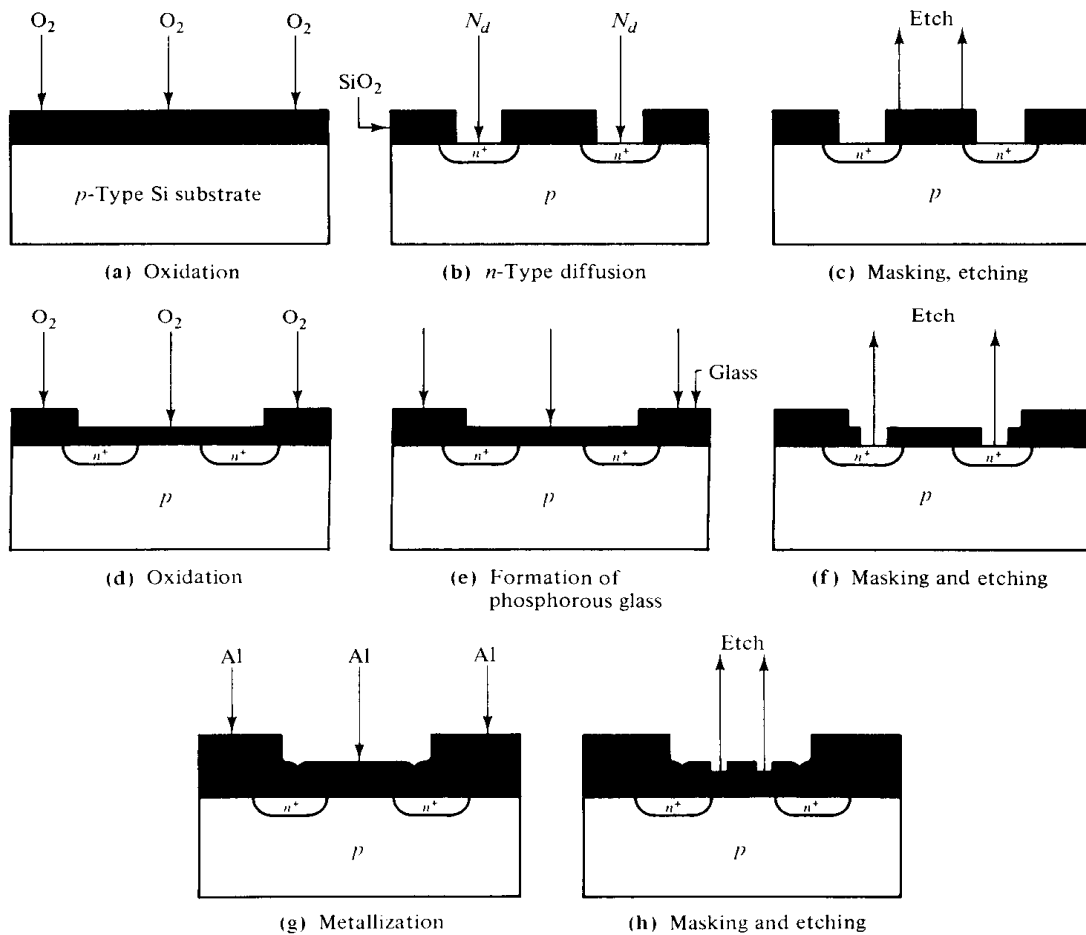 O2 O2 O2
p-Type Si substrate
(a) Oxidation
Nd Nd
SiO2
n+ n+
p
(b) n-Type diffusion
Etch
n+ n+
p
(c) Masking, etching
O2 O2 O2
n+ n+
p
(d) Oxidation
Glass
n+ n+
p
(e) Formation of
phosphorous glass
Etch
n+ n+
p
(f) Masking and etching
Al Al Al
n+ n+
p
(g) Metallization
Etch
n+ n+
p
(h) Masking and etching